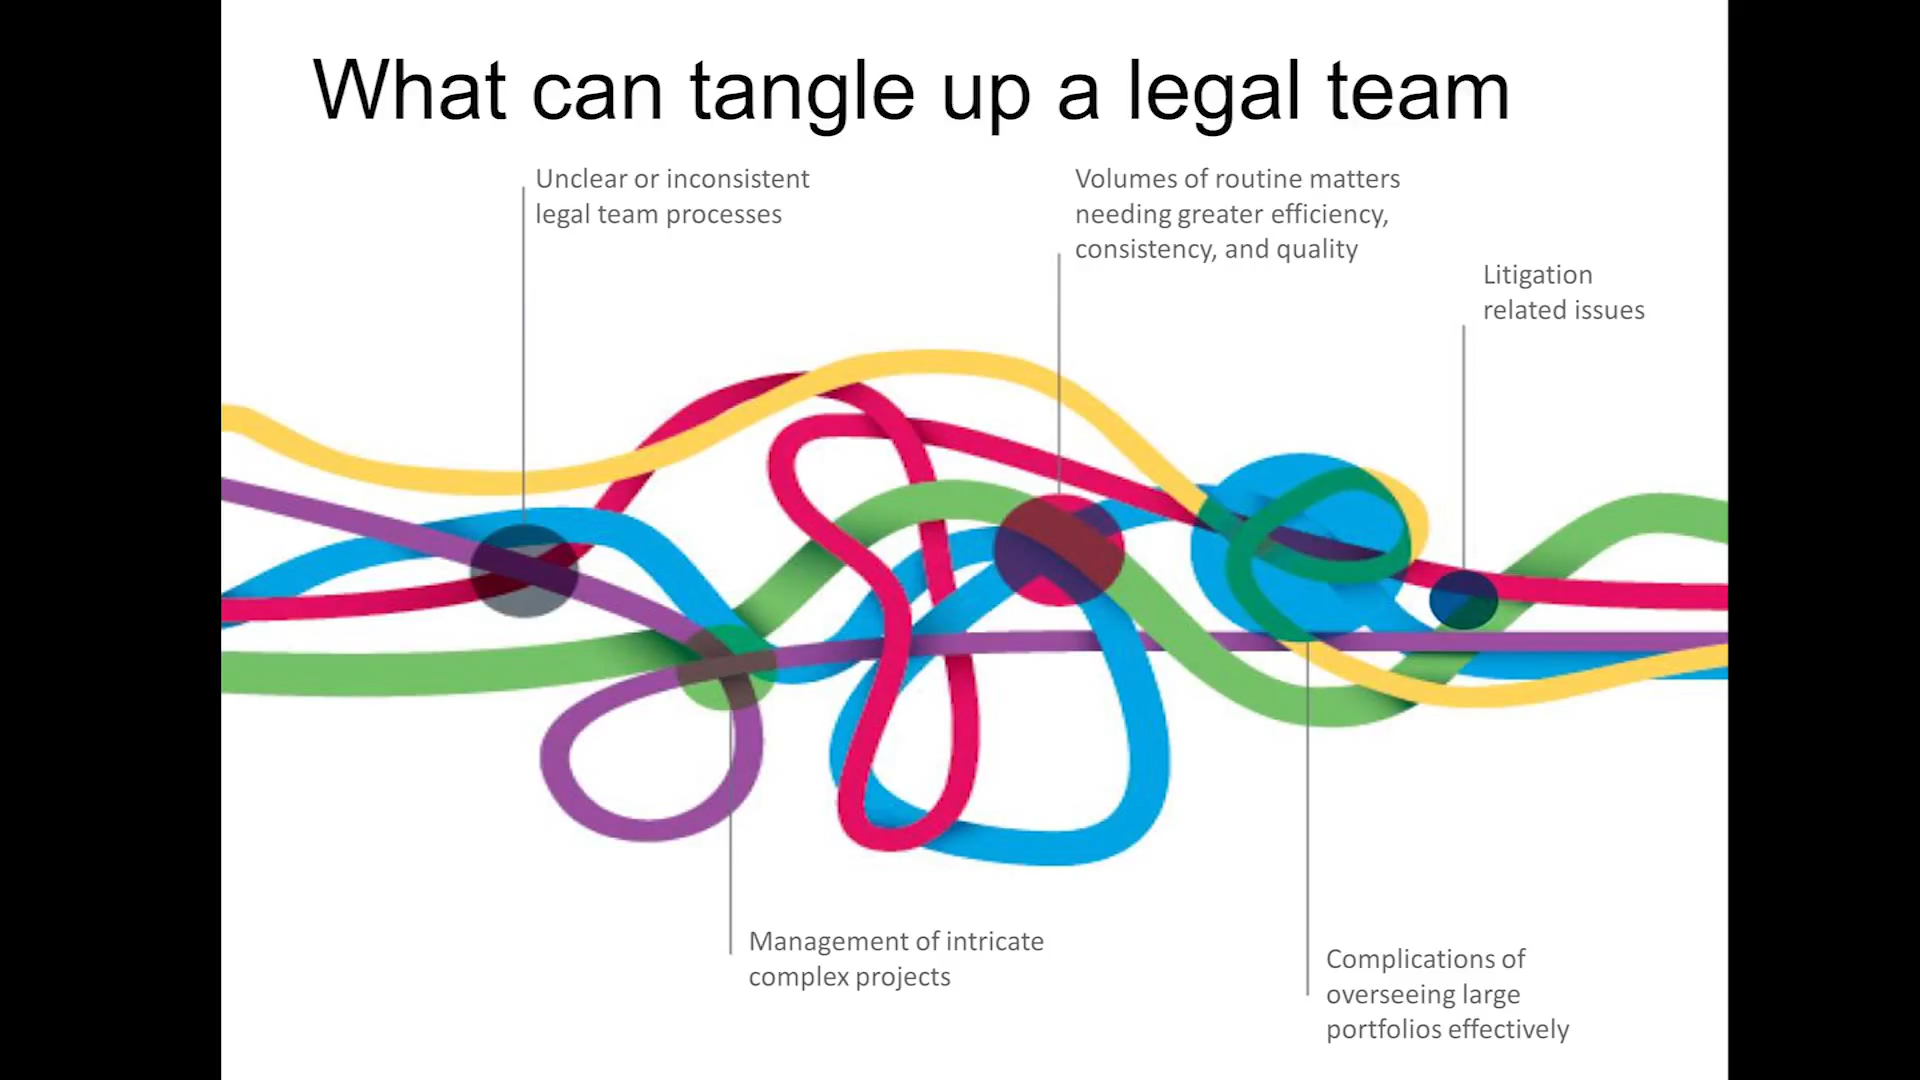 What can tangle up a legal team
Unclear or inconsistent
legal team processes
Volumes of routine matters
needing greater efficiency,
consistency, and quality
Litigation
related issues
Management of intricate
complex projects
Complications of
overseeing large
portfolios effectively